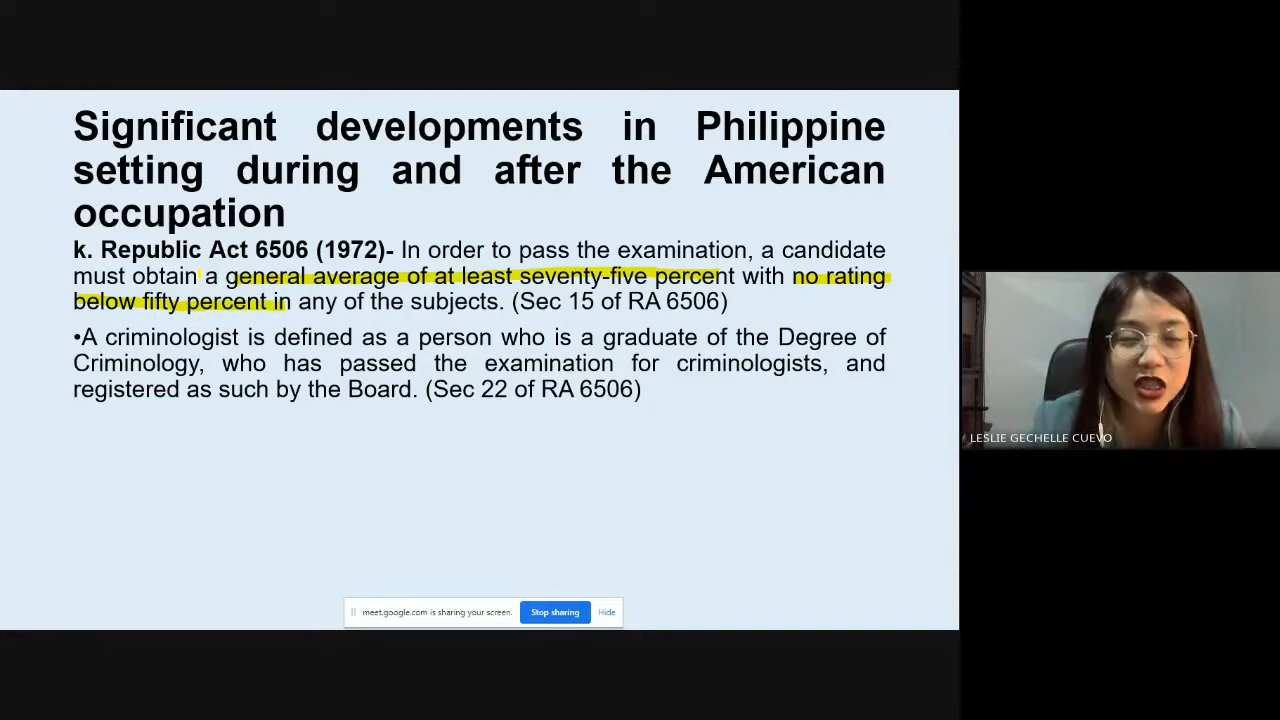 Significant developments in Philippine
setting during and after the American
occupation
k. Republic Act 6506 (1972)- In order to pass the examination, a candidate
must obtain a general average of at least seventy-five percent with no rating
below fifty percent in any of the subjects. (Sec 15 of RA 6506)
•A criminologist is defined as a person who is a graduate of the Degree of
Criminology, who has passed the examination for criminologists, and
registered as such by the Board. (Sec 22 of RA 6506)
LESLIE GECHELLE CUEVO
meet.google.com is sharing your screen. Stop sharing Hide